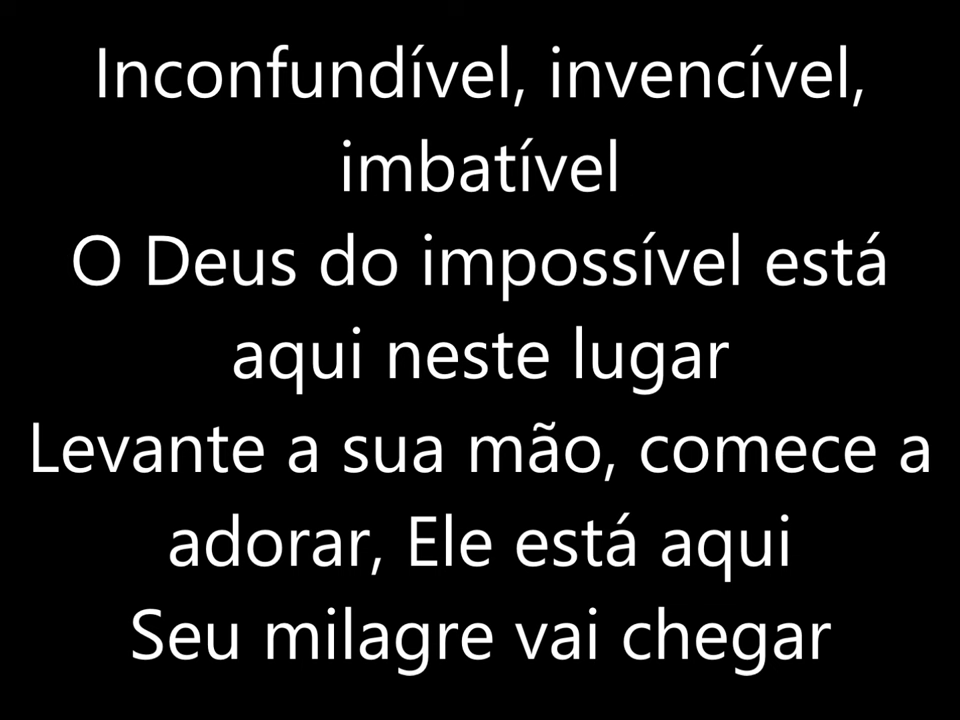 Inconfundível, invencível,
imbatível
O Deus do impossível está
aqui neste lugar
Levante a sua mão, comece a
adorar, Ele está aqui
Seu milagre vai chegar